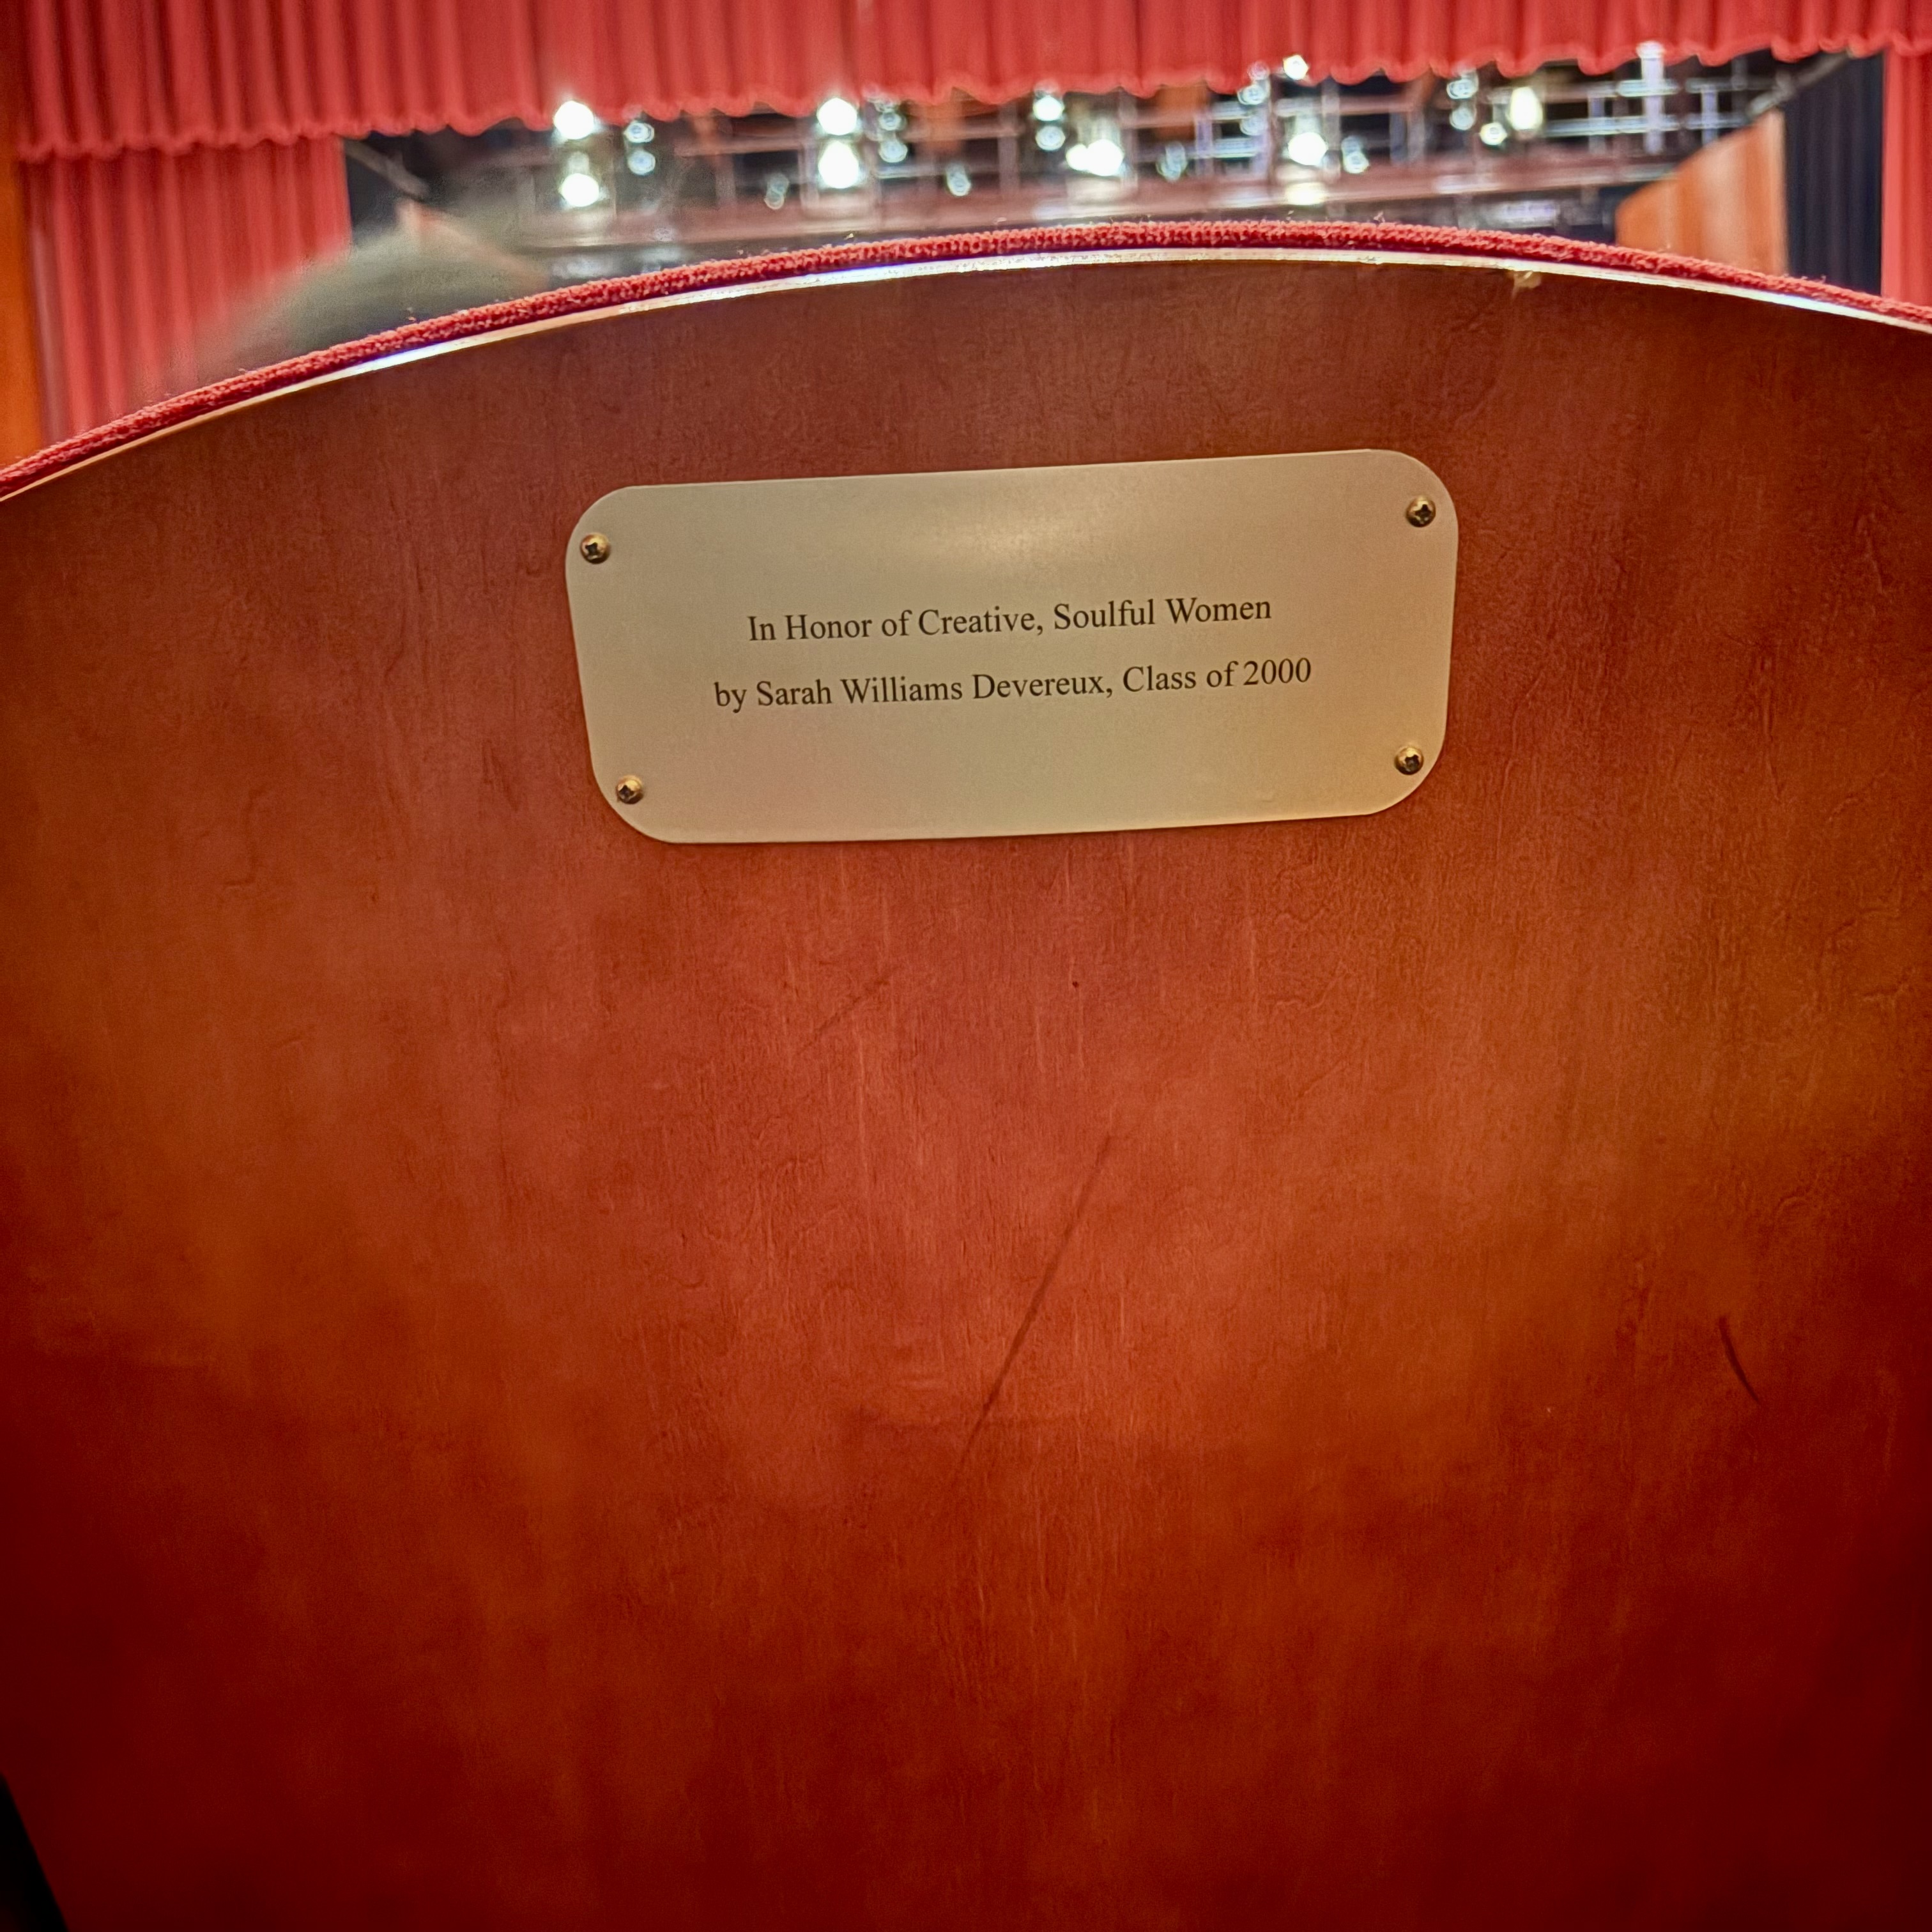 In Honor of Creative, Soulful Women
by Sarah Williams Devereux, Class of 2000